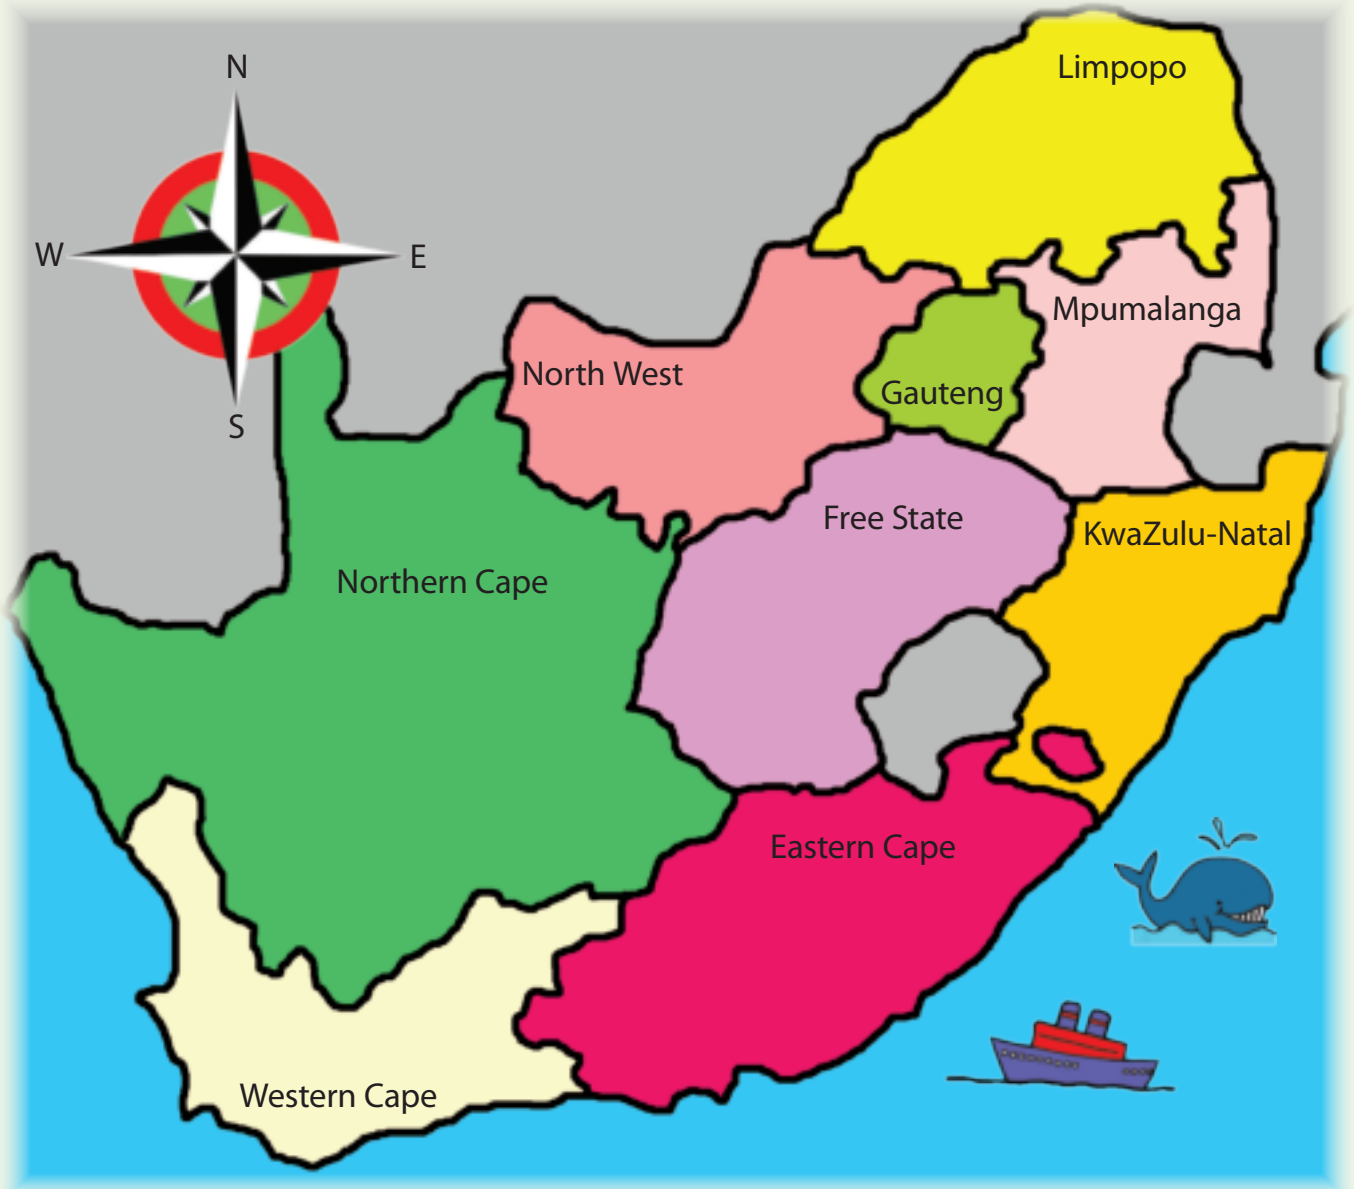 N
Limpopo
W
E
Mpumalanga
North West
Gauteng
S
Free State
KwaZulu-Natal
Northern Cape
Eastern Cape
Western Cape